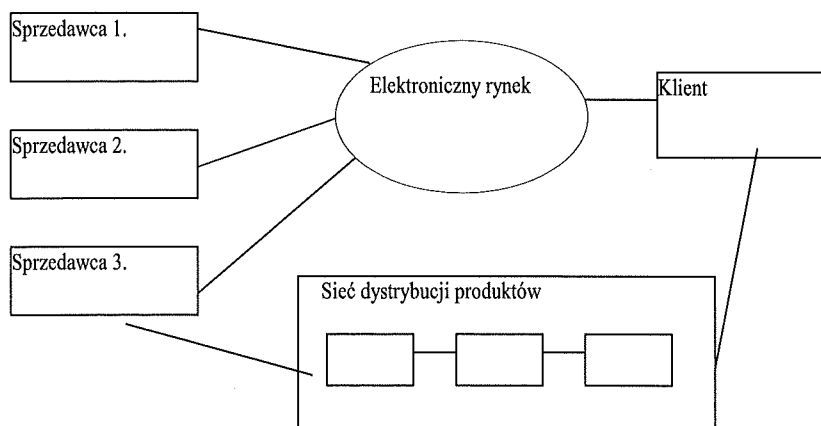 Sprzedawca 1.
Elektroniczny rynek
Klient
Sprzedawca 2.
Sprzedawca 3.
Sieć dystrybucji produktów